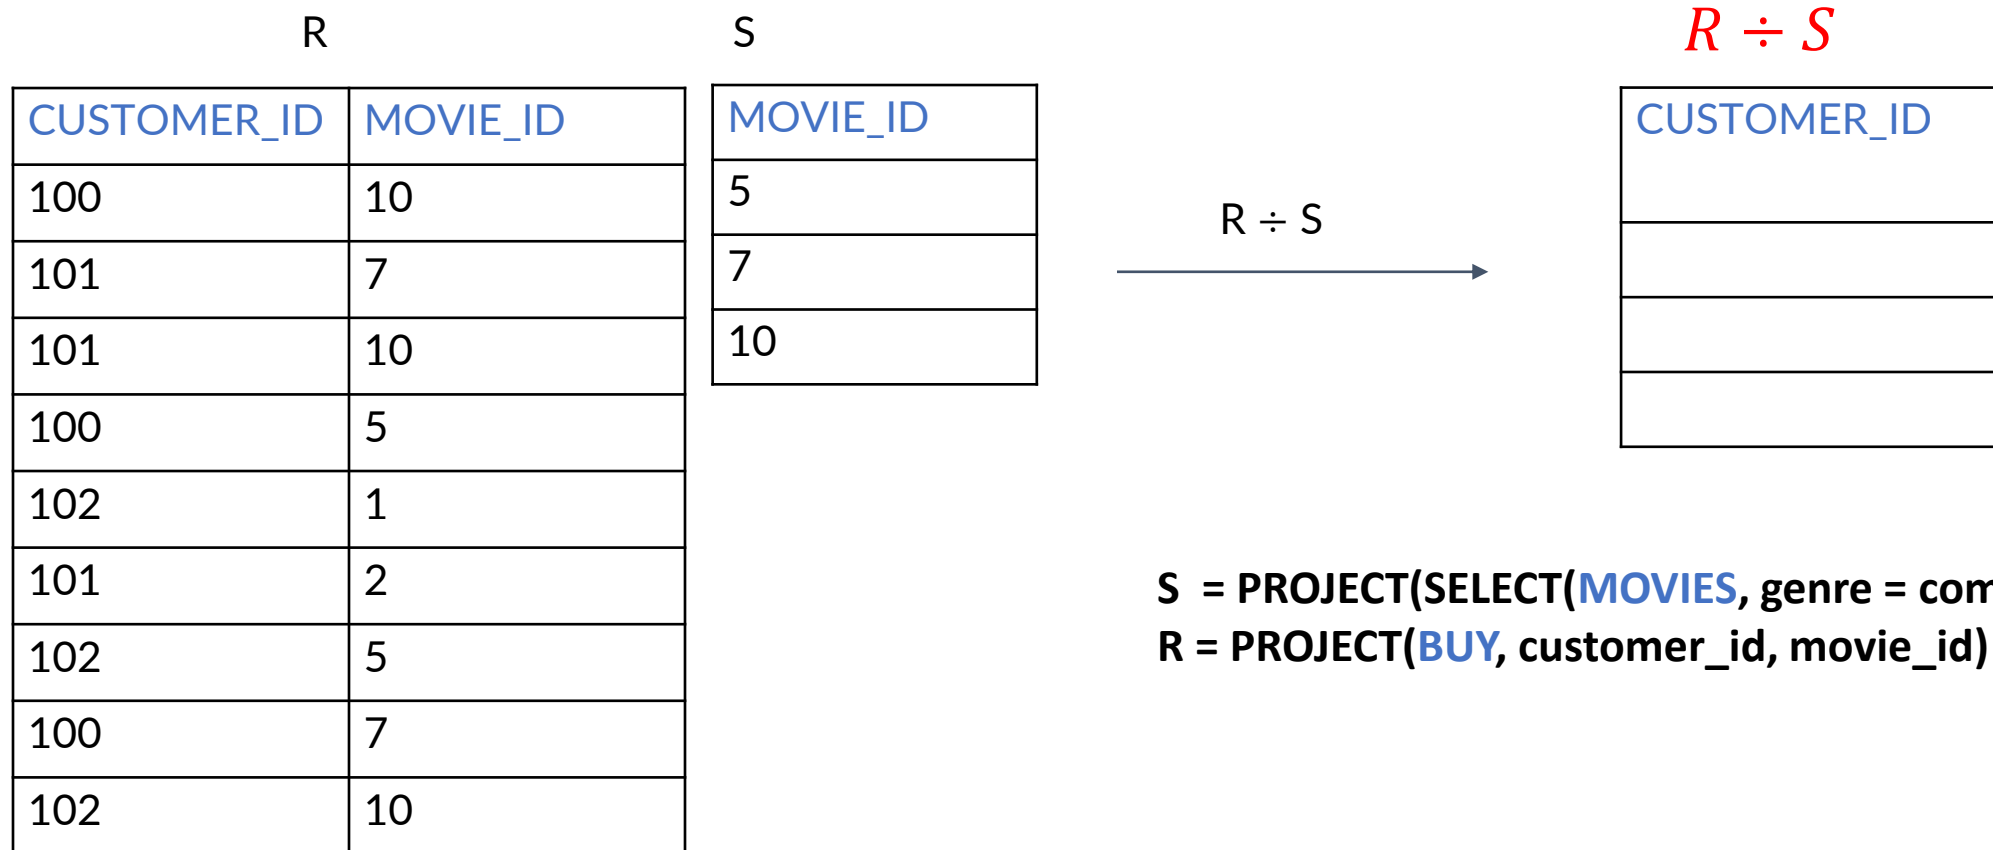 R
S
R ÷ S
CUSTOMER_ID MOVIE_ID
100 10
101 7
101 10
100 5
102 1
101 2
102 5
100 7
102 10
MOVIE_ID
5
7
10
R ÷ S
CUSTOMER_ID
S = PROJECT(SELECT(MOVIES, genre = com
R = PROJECT(BUY, customer_id, movie_id)